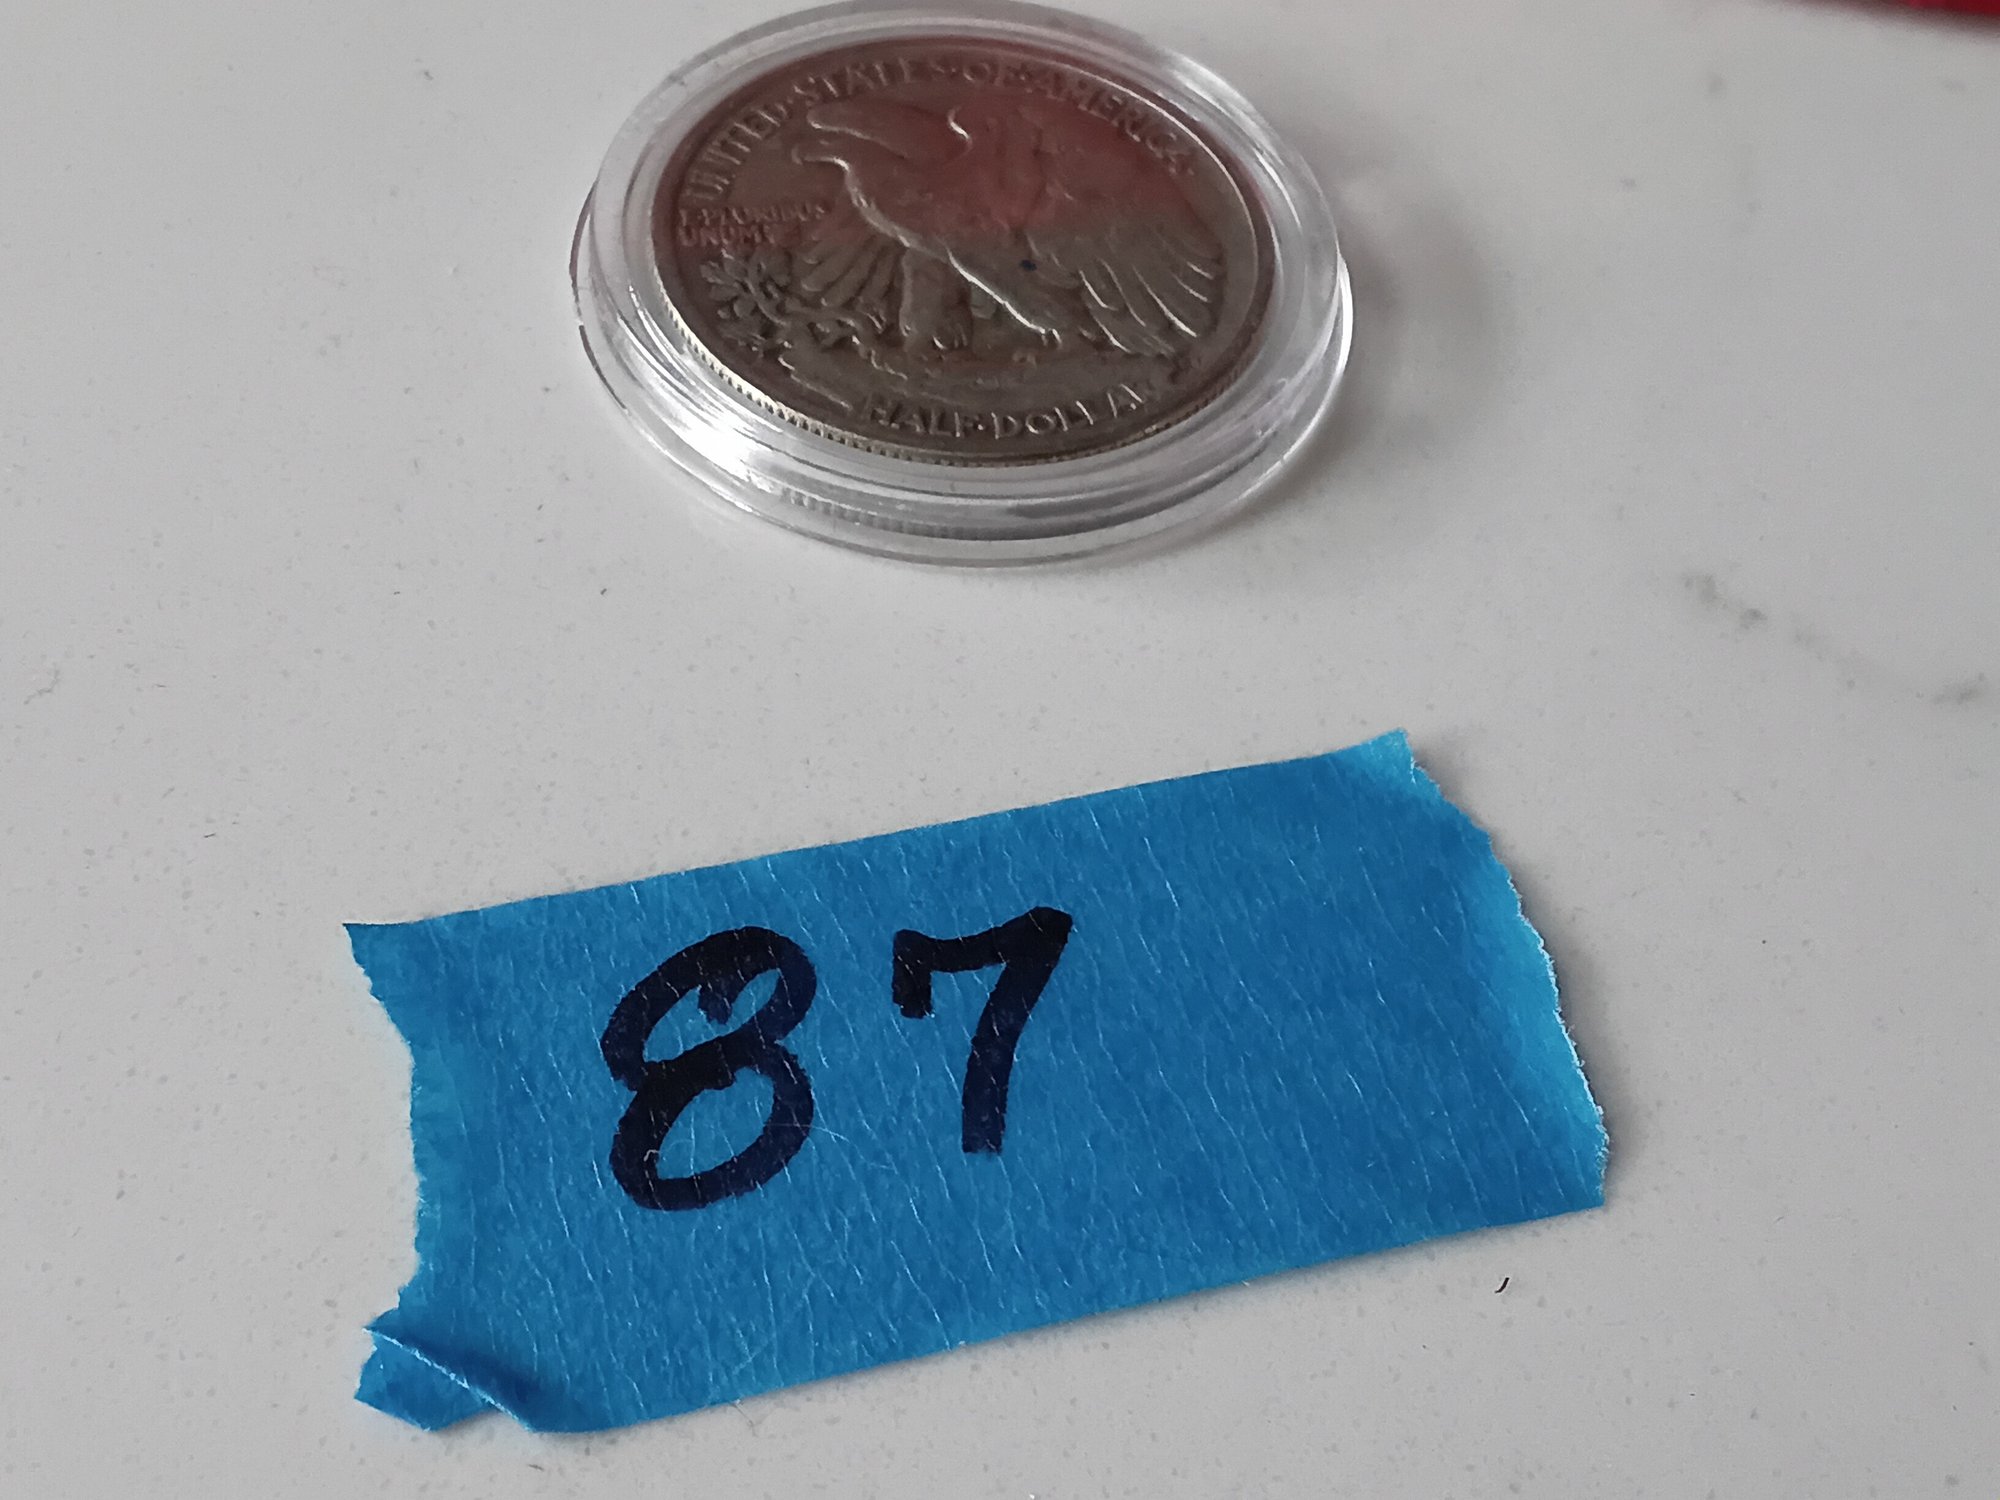 UNITED·STATES·OF·AMERICA
E·PLURIBUS
UNUM
HALF·DOLLAR
87